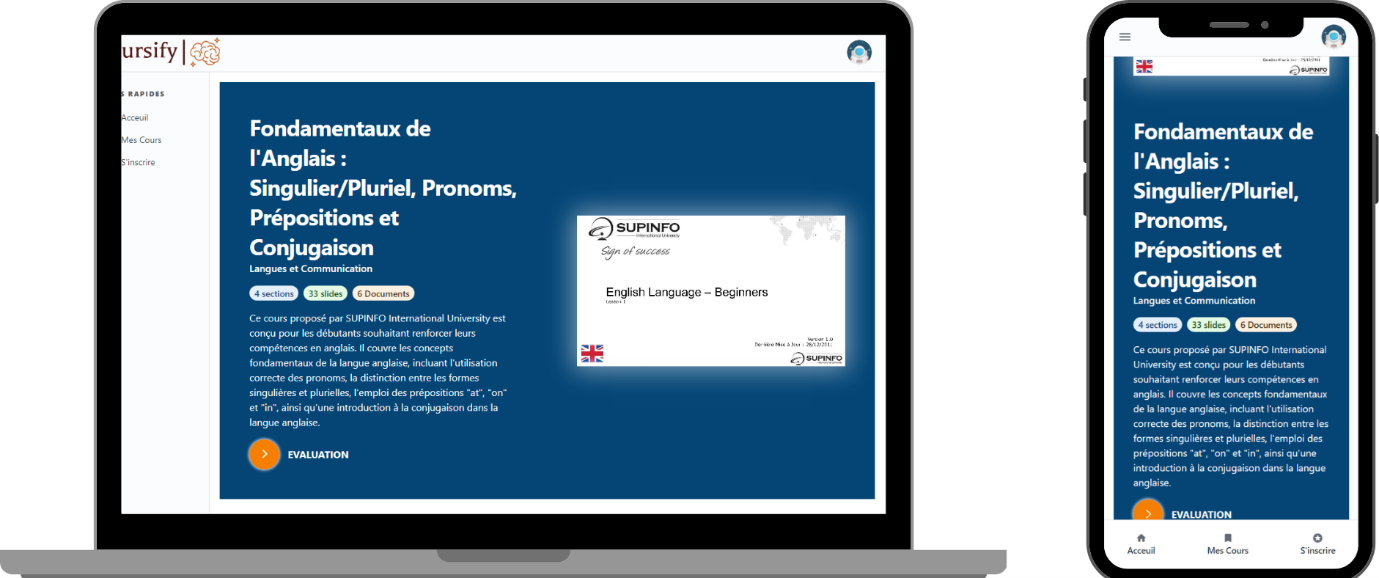 ursify
S RAPIDES
Acceuil
Mes Cours
S'inscrire
Fondamentaux de
l'Anglais :
Singulier/Pluriel, Pronoms,
Prépositions et
Conjugaison
Langues et Communication
4 sections
33 slides
6 Documents
Ce cours proposé par SUPINFO International University est
conçu pour les débutants souhaitant renforcer leurs
compétences en anglais. Il couvre les concepts
fondamentaux de la langue anglaise, incluant l'utilisation
correcte des pronoms, la distinction entre les formes
singulières et plurielles, l'emploi des prépositions "at", "on"
et "in", ainsi qu'une introduction à la conjugaison dans la
langue anglaise.
EVALUATION
SUPINFO
International University
Sign of success
English Language – Beginners
Lesson 1
Version 1.0
Dernière Mise à Jour : 26/12/2011
SUPINFO
SUPINFO
Fondamentaux de
l'Anglais :
Singulier/Pluriel,
Pronoms,
Prépositions et
Conjugaison
Langues et Communication
4 sections
33 slides
6 Documents
Ce cours proposé par SUPINFO International
University est conçu pour les débutants
souhaitant renforcer leurs compétences en
anglais. Il couvre les concepts fondamentaux
de la langue anglaise, incluant l'utilisation
correcte des pronoms, la distinction entre les
formes singulières et plurielles, l'emploi des
prépositions "at", "on" et "in", ainsi qu'une
introduction à la conjugaison dans la langue
anglaise.
EVALUATION
Acceuil
Mes Cours
S'inscrire